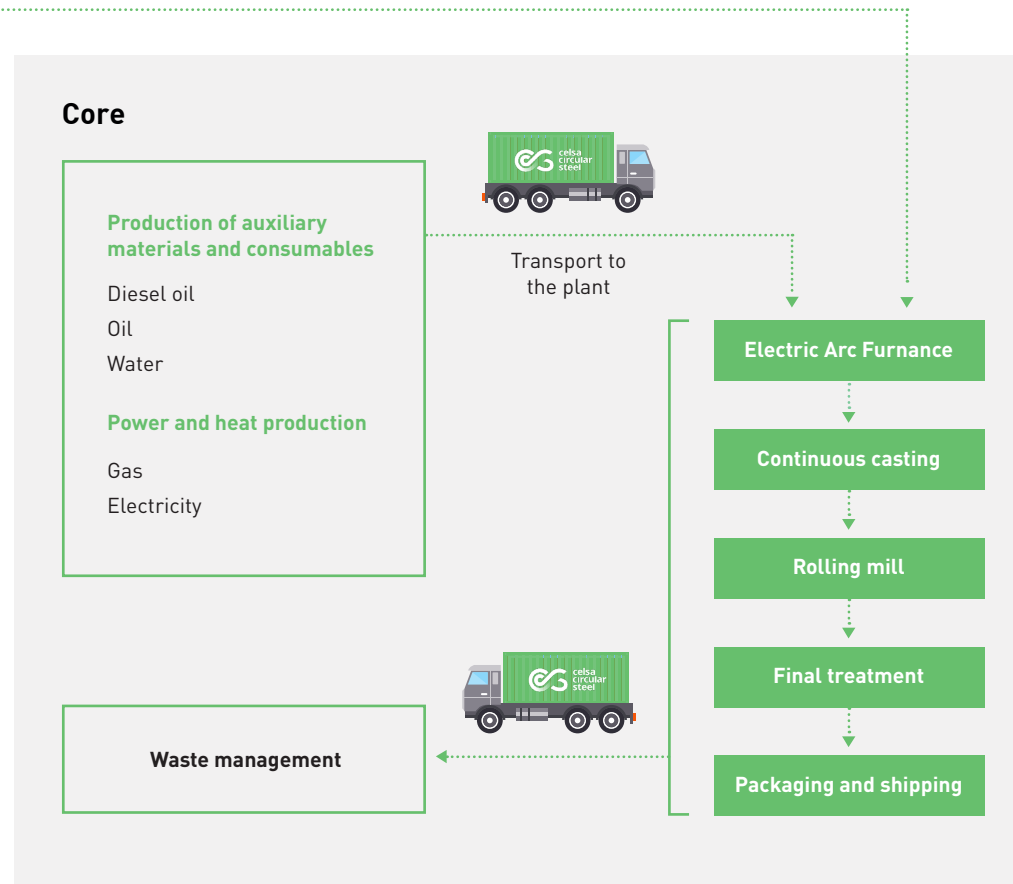 Core
celsa
circular
steel
Production of auxiliary
materials and consumables
Diesel oil
Oil
Water
Power and heat production
Gas
Electricity
Transport to
the plant
Electric Arc Furnance
Continuous casting
Rolling mill
Final treatment
Packaging and shipping
celsa
circular
steel
Waste management